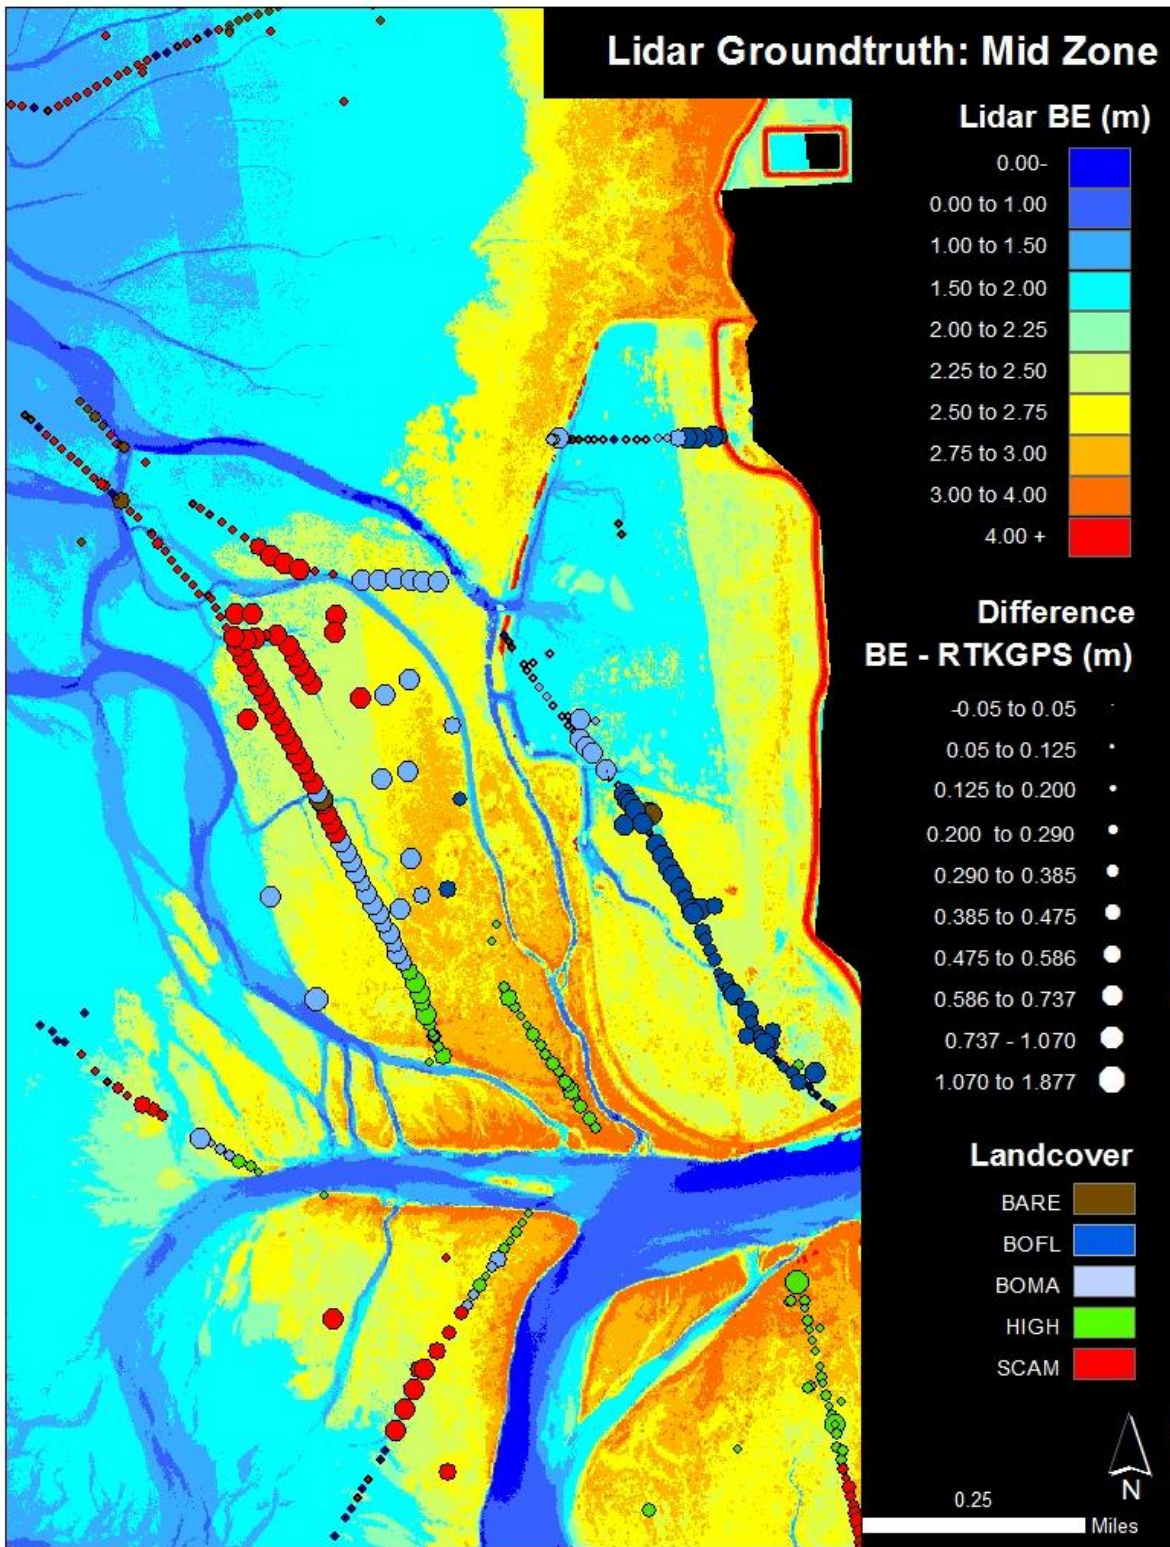 Lidar Groundtruth: Mid Zone
Lidar BE (m)
0.00-
0.00 to 1.00
1.00 to 1.50
1.50 to 2.00
2.00 to 2.25
2.25 to 2.50
2.50 to 2.75
2.75 to 3.00
3.00 to 4.00
4.00 +
Difference
BE - RTKGPS (m)
-0.05 to 0.05
0.05 to 0.125
0.125 to 0.200
0.200 to 0.290
0.290 to 0.385
0.385 to 0.475
0.475 to 0.586
0.586 to 0.737
0.737 - 1.070
1.070 to 1.877
Landcover
BARE
BOFL
BOMA
HIGH
SCAM
N
0.25
Miles